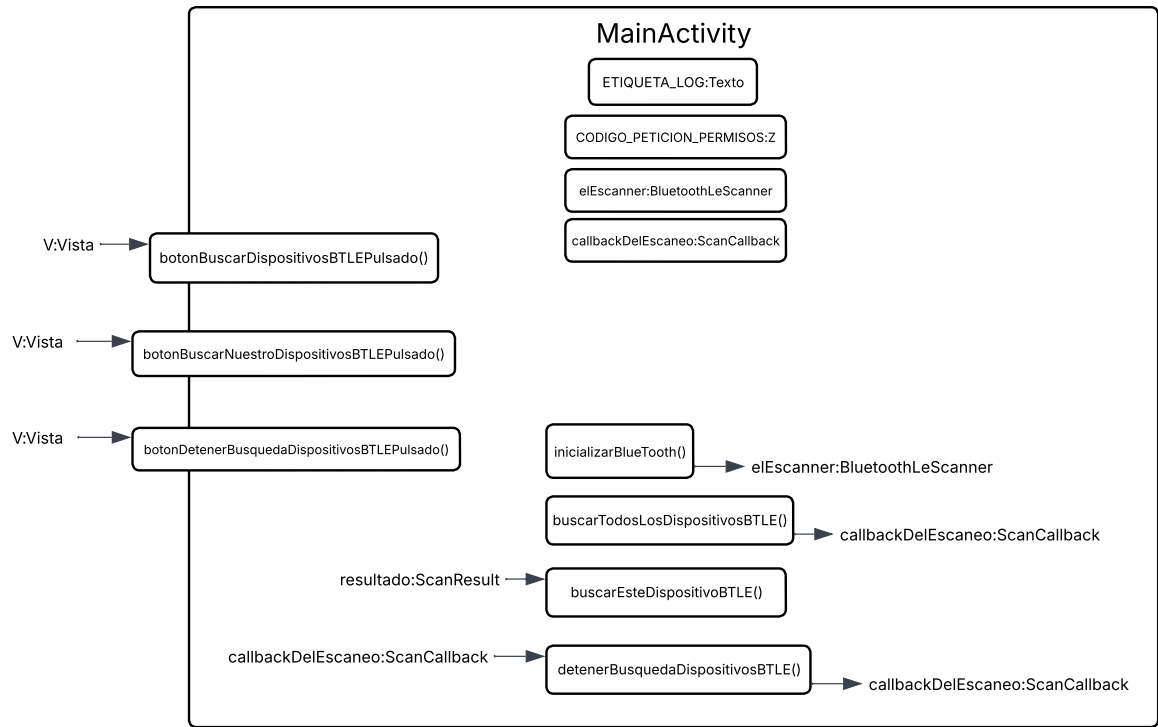 MainActivity
ETIQUETA_LOG:Texto
CODIGO_PETICION_PERMISOS:Z
elEscanner:BluetoothLeScanner
callbackDelEscaneo:ScanCallback
V:Vista
botonBuscarDispositivosBTLEPulsado()
V:Vista
botonBuscarNuestroDispositivosBTLEPulsado()
V:Vista
botonDetenerBusquedaDispositivosBTLEPulsado()
inicializarBlueTooth()
elEscanner:BluetoothLeScanner
buscarTodosLosDispositivosBTLE()
callbackDelEscaneo:ScanCallback
resultado:ScanResult
buscarEsteDispositivoBTLE()
callbackDelEscaneo:ScanCallback
detenerBusquedaDispositivosBTLE()
callbackDelEscaneo:ScanCallback